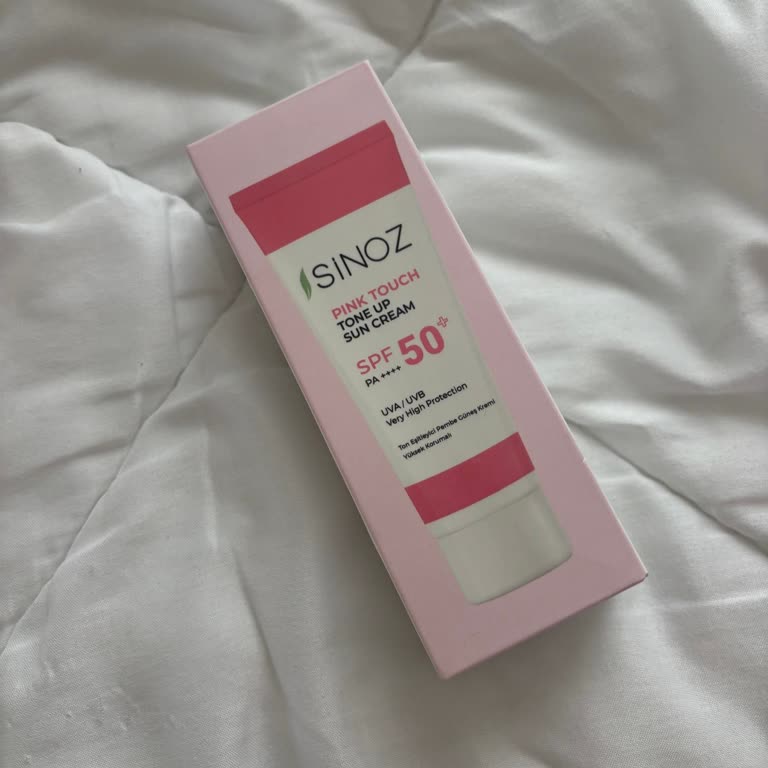 SINOZ
PINK TOUCH
TONE UP
SUN CREAM
SPF 50+
PA ++++
UVA / UVB
Very High Protection
Ton Eşitleyici Pembe Güneş Kremi
Yüksek Korumalı